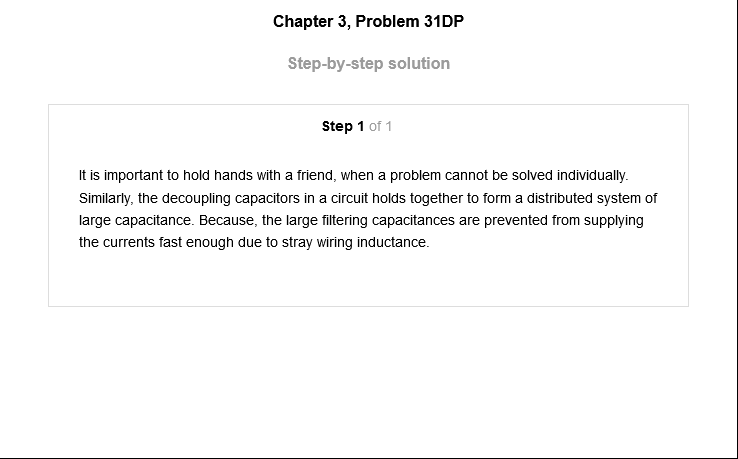 Chapter 3, Problem 31DP
Step-by-step solution
Step 1 of 1
It is important to hold hands with a friend, when a problem cannot be solved individually.
Similarly, the decoupling capacitors in a circuit holds together to form a distributed system of
large capacitance. Because, the large filtering capacitances are prevented from supplying
the currents fast enough due to stray wiring inductance.